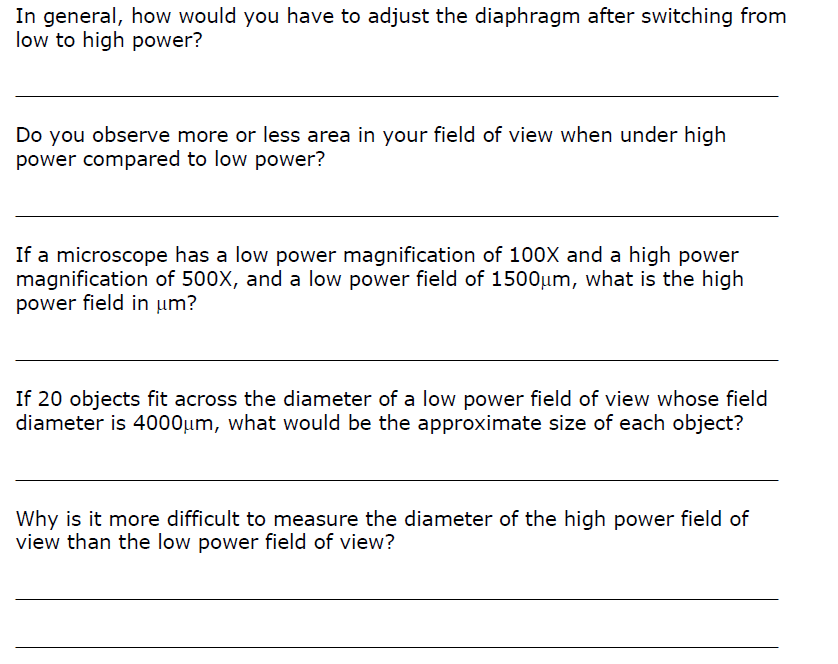 In general, how would you have to adjust the diaphragm after switching from
low to high power?
Do you observe more or less area in your field of view when under high
power compared to low power?
If a microscope has a low power magnification of 100X and a high power
magnification of 500X, and a low power field of 1500μm, what is the high
power field in μm?
If 20 objects fit across the diameter of a low power field of view whose field
diameter is 4000μm, what would be the approximate size of each object?
Why is it more difficult to measure the diameter of the high power field of
view than the low power field of view?